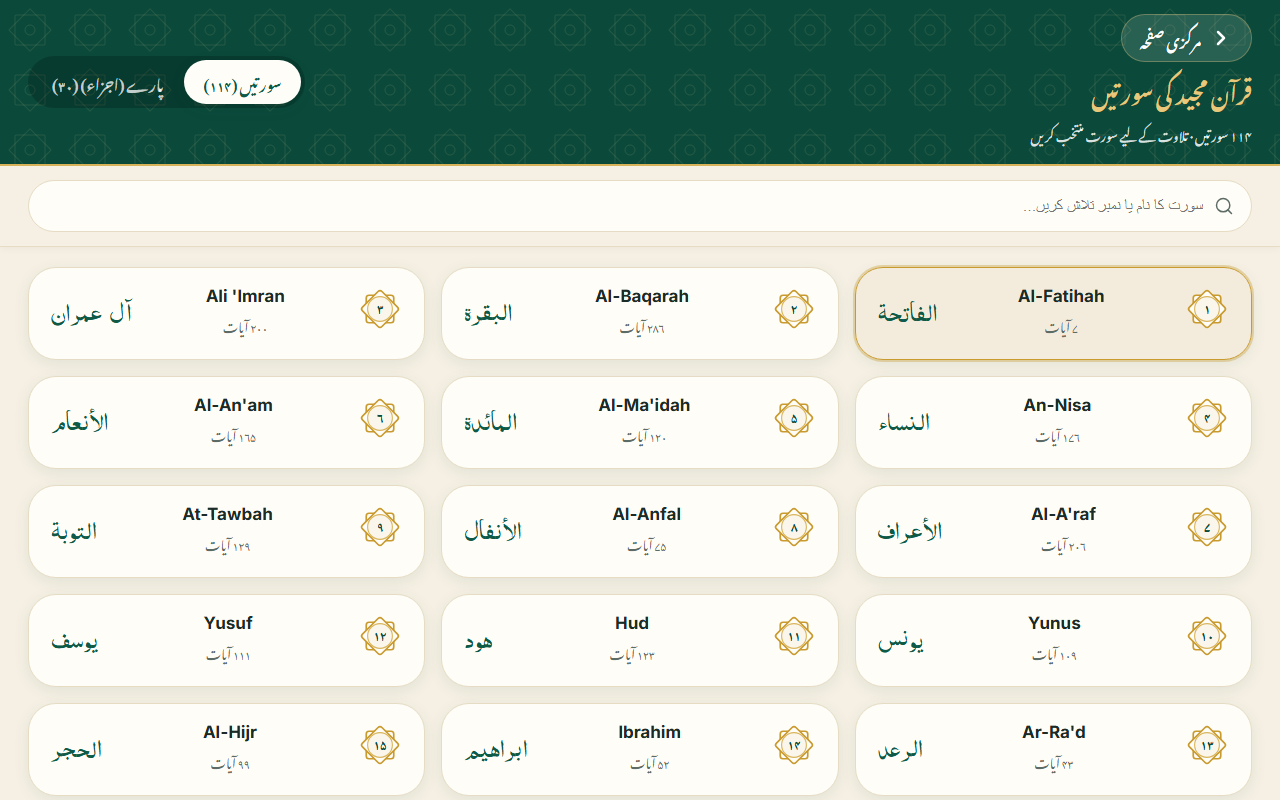 مرکزی صفحہ
قرآن مجید کی سورتیں
۱۱۴ سورتیں · تلاوت کے لیے سورت منتخب کریں
سورتیں (۱۱۴)
پارے (اجزاء) (۳۰)
سورت کا نام یا نمبر تلاش کریں...
۱
Al-Fatihah
۷ آیات
الفاتحة
۲
Al-Baqarah
۲۸۶ آیات
البقرة
۳
Ali 'Imran
۲۰۰ آیات
آل عمران
۴
An-Nisa
۱۷۶ آیات
النساء
۵
Al-Ma'idah
۱۲۰ آیات
المائدة
۶
Al-An'am
۱۶۵ آیات
الأنعام
۷
Al-A'raf
۲۰۶ آیات
الأعراف
۸
Al-Anfal
۷۵ آیات
الأنفال
۹
At-Tawbah
۱۲۹ آیات
التوبة
۱۰
Yunus
۱۰۹ آیات
يونس
۱۱
Hud
۱۲۳ آیات
هود
۱۲
Yusuf
۱۱۱ آیات
يوسف
۱۳
Ar-Ra'd
۴۳ آیات
الرعد
۱۴
Ibrahim
۵۲ آیات
ابراهيم
۱۵
Al-Hijr
۹۹ آیات
الحجر